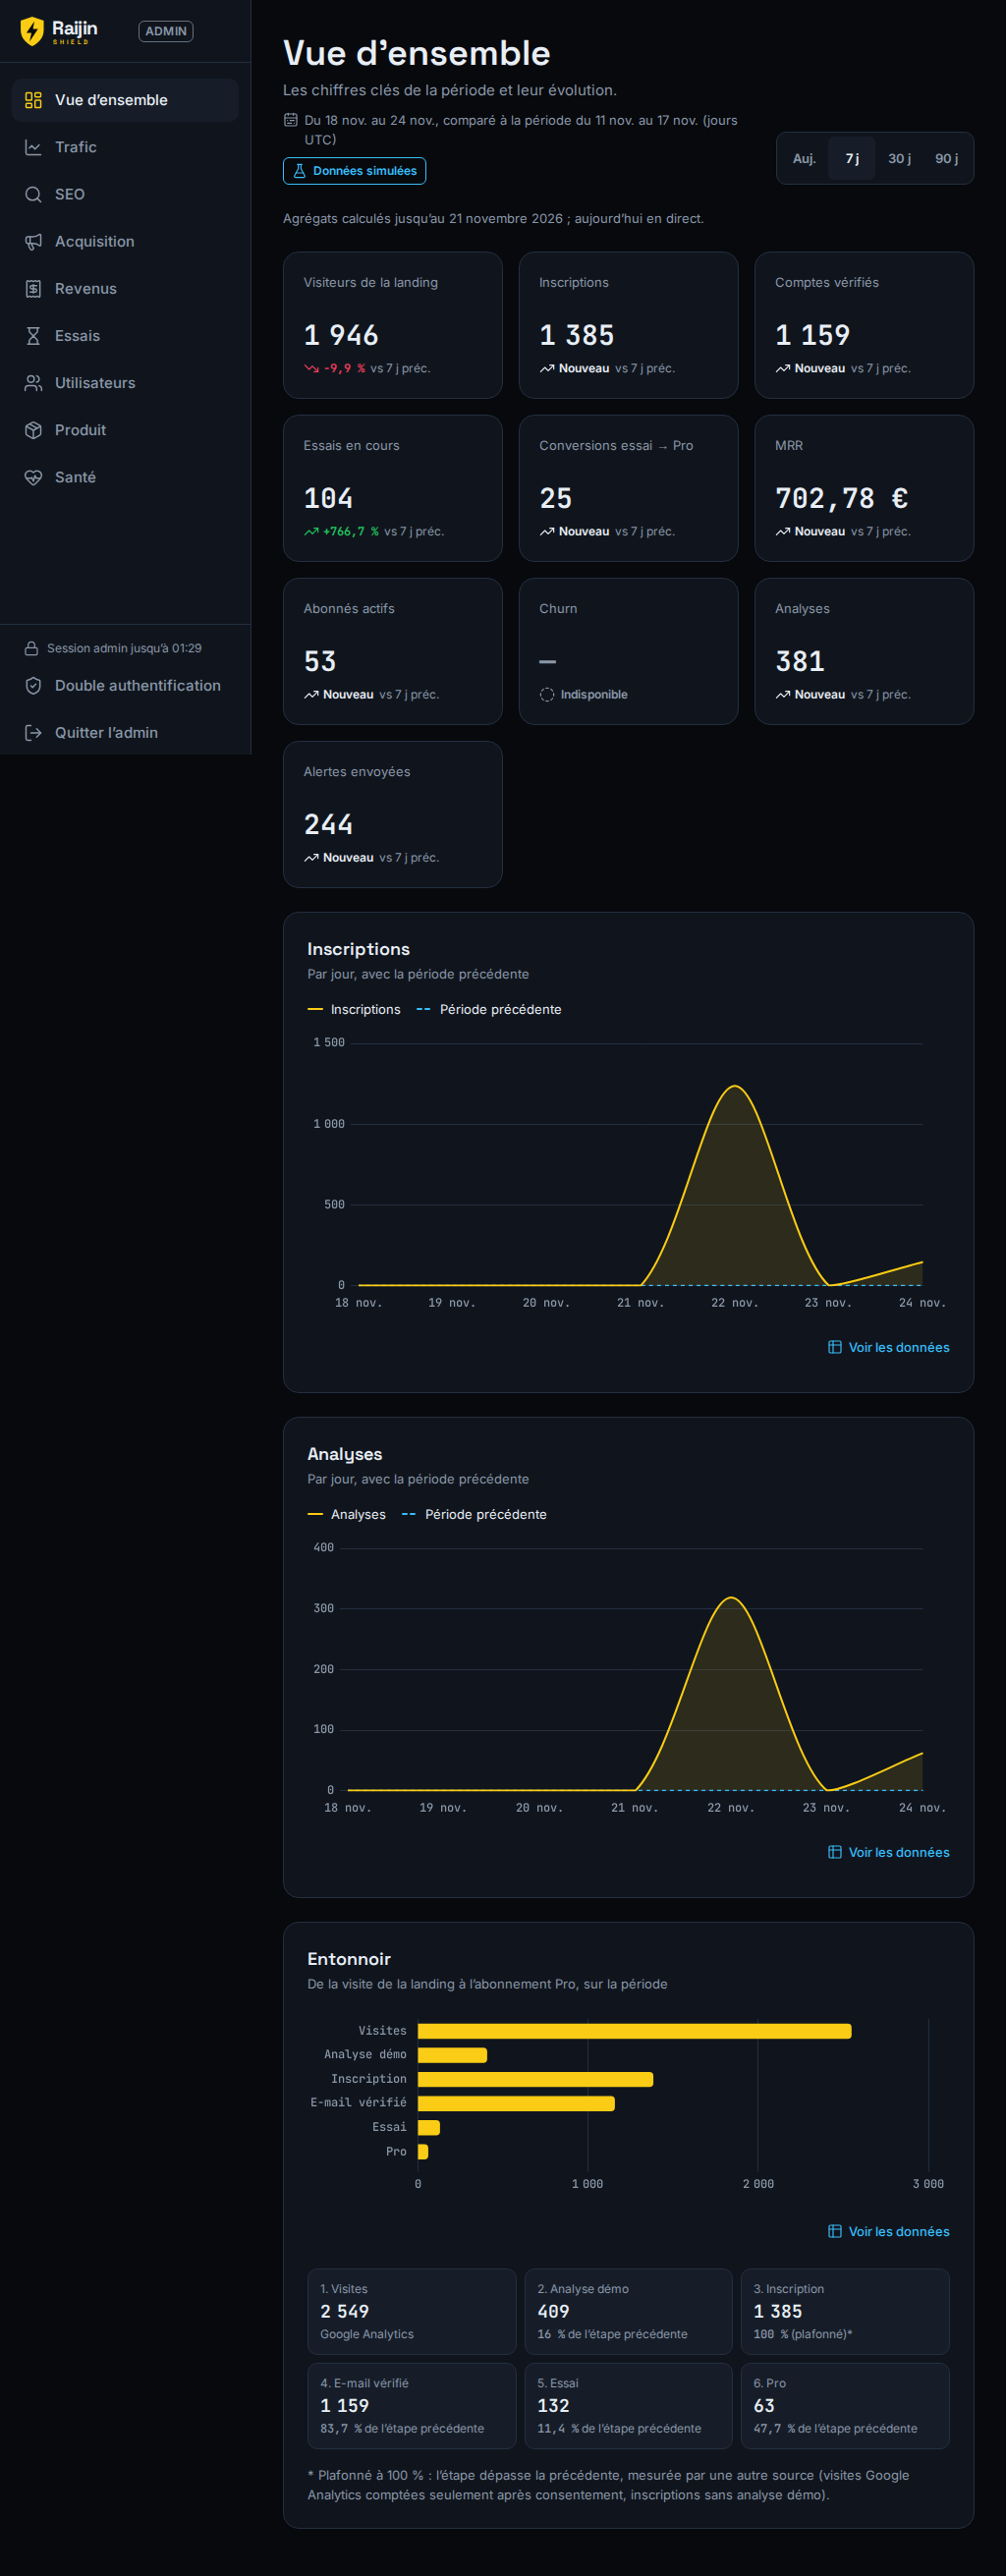 Raijin
SHIELD
ADMIN
Vue d’ensemble
Trafic
SEO
Acquisition
Revenus
Essais
Utilisateurs
Produit
Santé
Session admin jusqu’à 01:29
Double authentification
Quitter l’admin
Vue d’ensemble
Les chiffres clés de la période et leur évolution.
Du 18 nov. au 24 nov., comparé à la période du 11 nov. au 17 nov. (jours
UTC)
Données simulées
Auj. 7 j 30 j 90 j
Agrégats calculés jusqu’au 21 novembre 2026 ; aujourd’hui en direct.
Visiteurs de la landing
1 946
-9,9 % vs 7 j préc.
Inscriptions
1 385
Nouveau vs 7 j préc.
Comptes vérifiés
1 159
Nouveau vs 7 j préc.
Essais en cours
104
+766,7 % vs 7 j préc.
Conversions essai → Pro
25
Nouveau vs 7 j préc.
MRR
702,78 €
Nouveau vs 7 j préc.
Abonnés actifs
53
Nouveau vs 7 j préc.
Churn
—
Indisponible
Analyses
381
Nouveau vs 7 j préc.
Alertes envoyées
244
Nouveau vs 7 j préc.
Inscriptions
Par jour, avec la période précédente
Inscriptions Période précédente
1 500
1 000
500
0
18 nov. 19 nov. 20 nov. 21 nov. 22 nov. 23 nov. 24 nov.
Voir les données
Analyses
Par jour, avec la période précédente
Analyses Période précédente
400
300
200
100
0
18 nov. 19 nov. 20 nov. 21 nov. 22 nov. 23 nov. 24 nov.
Voir les données
Entonnoir
De la visite de la landing à l’abonnement Pro, sur la période
Visites
Analyse démo
Inscription
E-mail vérifié
Essai
Pro
0 1 000 2 000 3 000
Voir les données
1. Visites
2 549
Google Analytics
2. Analyse démo
409
16 % de l’étape précédente
3. Inscription
1 385
100 % (plafonné)*
4. E-mail vérifié
1 159
83,7 % de l’étape précédente
5. Essai
132
11,4 % de l’étape précédente
6. Pro
63
47,7 % de l’étape précédente
* Plafonné à 100 % : l’étape dépasse la précédente, mesurée par une autre source (visites Google
Analytics comptées seulement après consentement, inscriptions sans analyse démo).